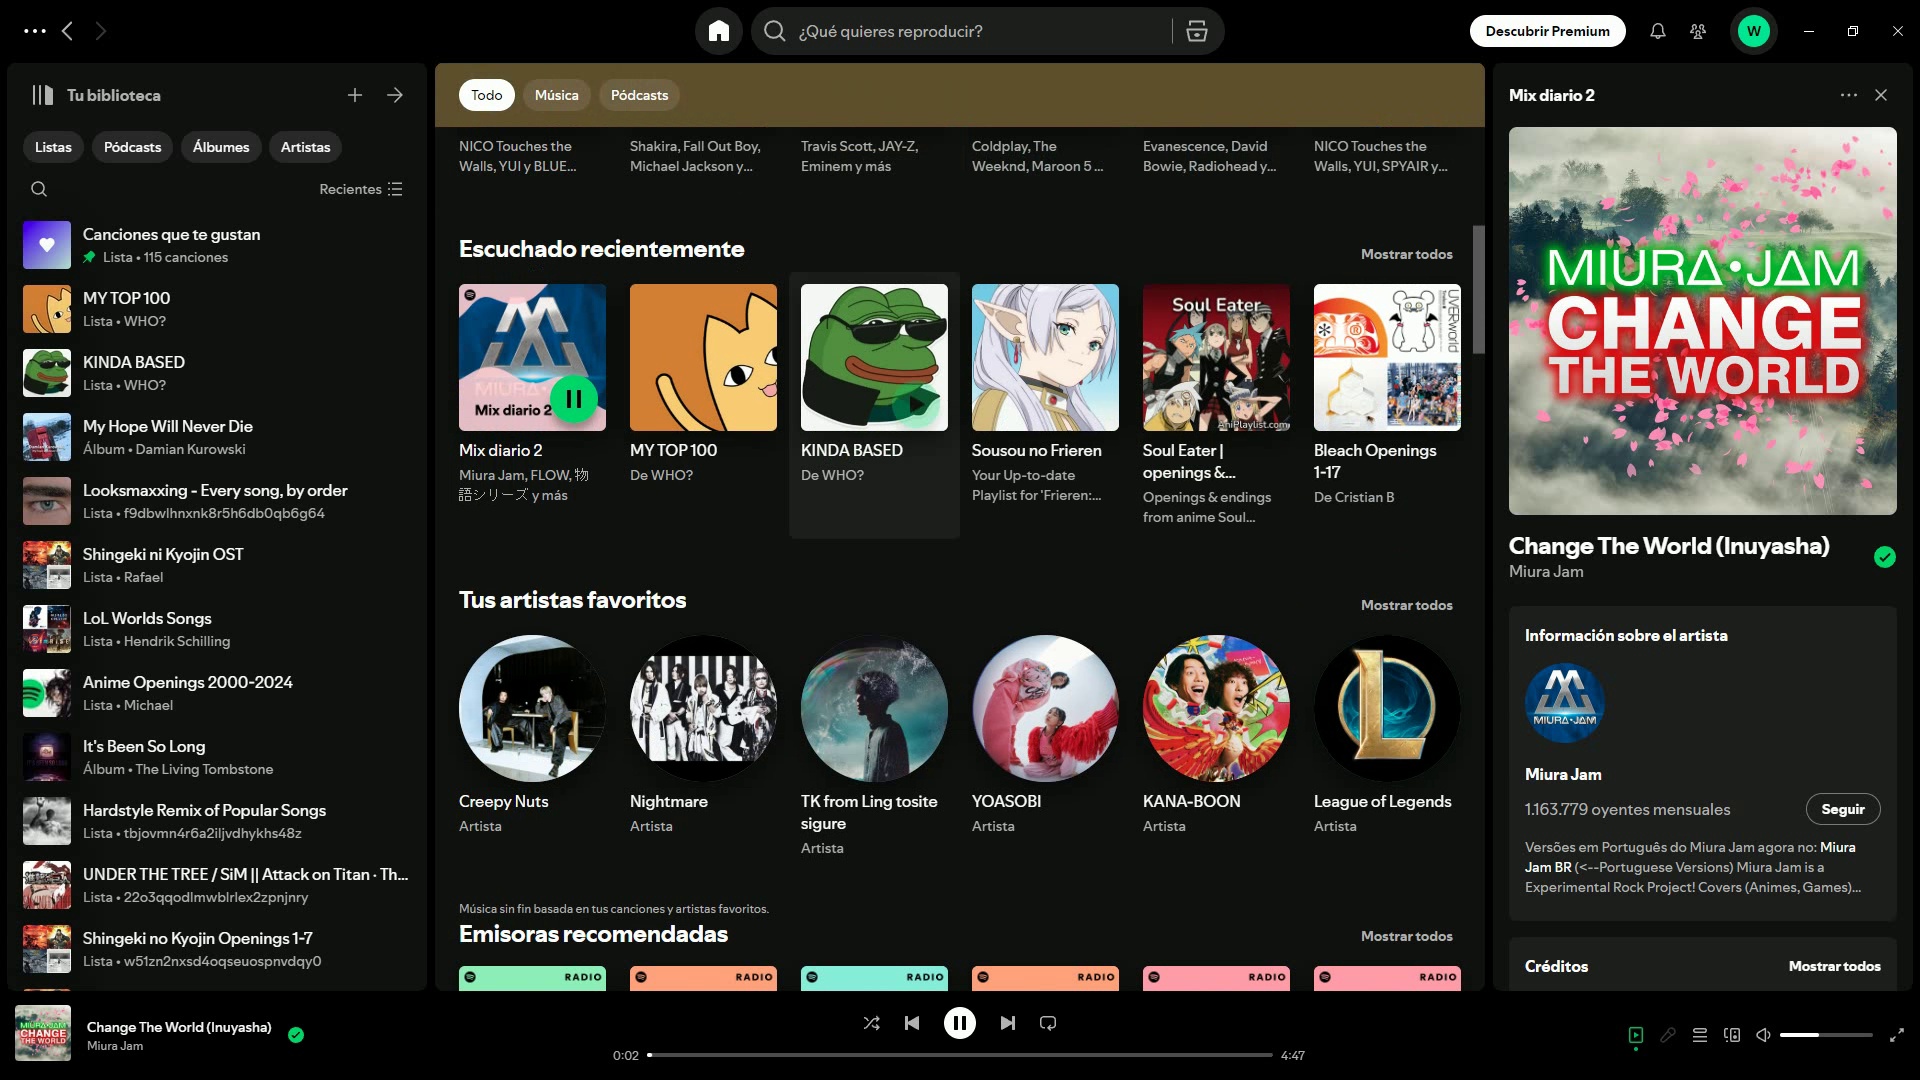 ¿Qué quieres reproducir?
Descubrir Premium
W
Tu biblioteca
Listas
Pódcasts
Álbumes
Artistas
Recientes
Canciones que te gustan
Lista • 115 canciones
MY TOP 100
Lista • WHO?
KINDA BASED
Lista • WHO?
My Hope Will Never Die
Álbum • Damian Kurowski
Looksmaxxing - Every song, by order
Lista • f9dbwlhnxnk8r5h6db0qb6g64
Shingeki ni Kyojin OST
Lista • Rafael
LoL Worlds Songs
Lista • Hendrik Schilling
Anime Openings 2000-2024
Lista • Michael
It's Been So Long
Álbum • The Living Tombstone
Hardstyle Remix of Popular Songs
Lista • tbjovmn4r6a2iljvdhykhs48z
UNDER THE TREE / SiM || Attack on Titan · Th...
Lista • 22o3qqodlmwblrlex2zpnjnry
Shingeki no Kyojin Openings 1-7
Lista • w51zn2nxsd4oqseuospnvdqy0
Todo
Música
Pódcasts
NICO Touches the
Walls, YUI y BLUE...
Shakira, Fall Out Boy,
Michael Jackson y...
Travis Scott, JAY-Z,
Eminem y más
Coldplay, The
Weeknd, Maroon 5 ...
Evanescence, David
Bowie, Radiohead y...
NICO Touches the
Walls, YUI, SPYAIR y...
Escuchado recientemente
Mostrar todos
MIURA·
Mix diario 2
Soul Eater
AniPlaylist.com
UVERworld
Mix diario 2
Miura Jam, FLOW, 物
語シリーズ y más
MY TOP 100
De WHO?
KINDA BASED
De WHO?
Sousou no Frieren
Your Up-to-date
Playlist for 'Frieren:...
Soul Eater |
openings &...
Openings & endings
from anime Soul...
Bleach Openings
1-17
De Cristian B
Tus artistas favoritos
Mostrar todos
Creepy Nuts
Artista
Nightmare
Artista
TK from Ling tosite
sigure
Artista
YOASOBI
Artista
KANA-BOON
Artista
League of Legends
Artista
Música sin fin basada en tus canciones y artistas favoritos.
Emisoras recomendadas
Mostrar todos
RADIO
RADIO
RADIO
RADIO
RADIO
RADIO
Mix diario 2
MIURA•JAM
CHANGE
THE WORLD
Change The World (Inuyasha)
Miura Jam
Información sobre el artista
MIURA•JAM
Miura Jam
1.163.779 oyentes mensuales
Seguir
Versões em Português do Miura Jam agora no: Miura
Jam BR (<--Portuguese Versions) Miura Jam is a
Experimental Rock Project! Covers (Animes, Games)...
Créditos
Mostrar todos
MIURA•JAM
CHANGE
THE WORLD
Change The World (Inuyasha)
Miura Jam
0:02
4:47